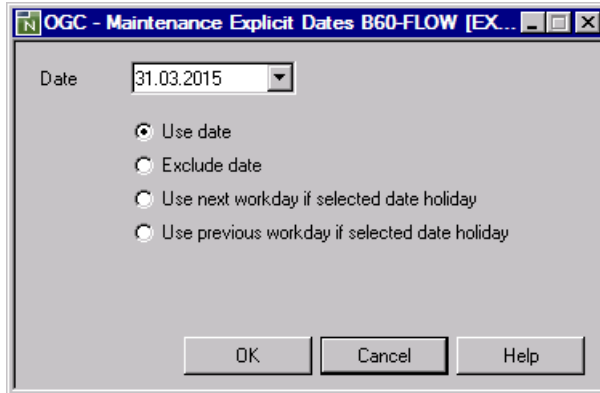 OGC - Maintenance Explicit Dates B60-FLOW [EX...
Date 31.03.2015
Use date
Exclude date
Use next workday if selected date holiday
Use previous workday if selected date holiday
OK Cancel Help